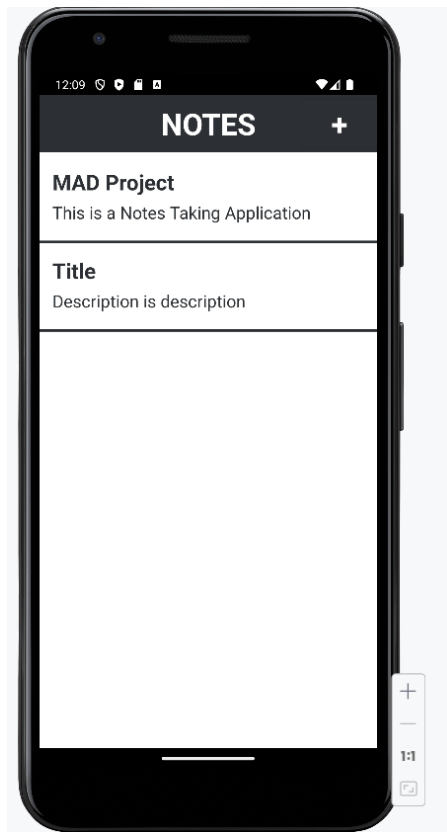 12:09
NOTES +
MAD Project
This is a Notes Taking Application
Title
Description is description
+
1:1